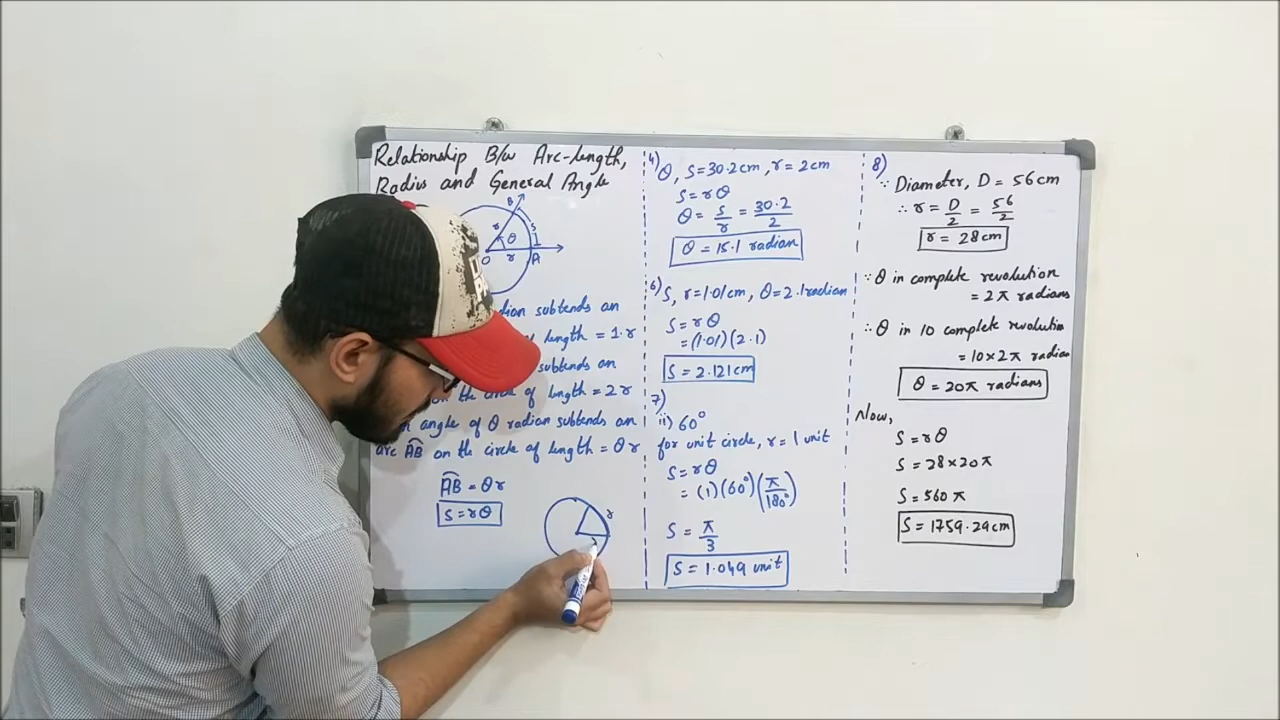 Relationship B/w Arc-length,
Radius and General Angle
B
r
θ
S
O
r
A
subtends an
length = 1.r
subtends an
the circle of length = 2r
angle of θ radian subtends an
arc AB on the circle of length = θ r
AB = θ r
S = rθ
r
4) θ, S = 30.2 cm, r = 2 cm
S = r θ
θ = S/r = 30.2/2
θ = 15.1 radian
6) S, r = 1.01 cm, θ = 2.1 radian
S = r θ
= (1.01)(2.1)
S = 2.121 cm
7)
ii) 60°
for unit circle, r = 1 unit
S = r θ
= (1)(60°)(π/180°)
S = π/3
S = 1.049 unit
8)
∵ Diameter, D = 56 cm
∴ r = D/2 = 56/2
r = 28 cm
∵ θ in complete revolution
= 2π radians
∴ θ in 10 complete revolution
= 10×2π radian
θ = 20π radians
Now,
S = r θ
S = 28 × 20π
S = 560 π
S = 1759.29 cm